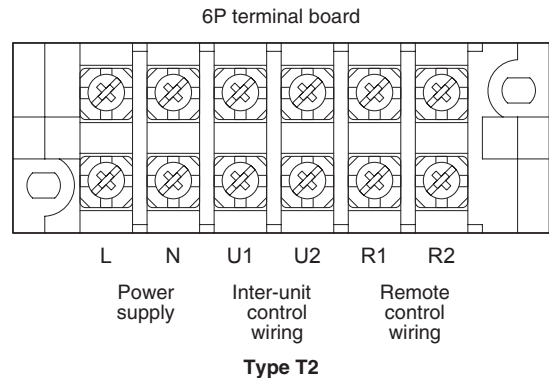 6P terminal board
L N U1 U2 R1 R2
Power Inter-unit Remote
supply control control
wiring wiring
Type T2